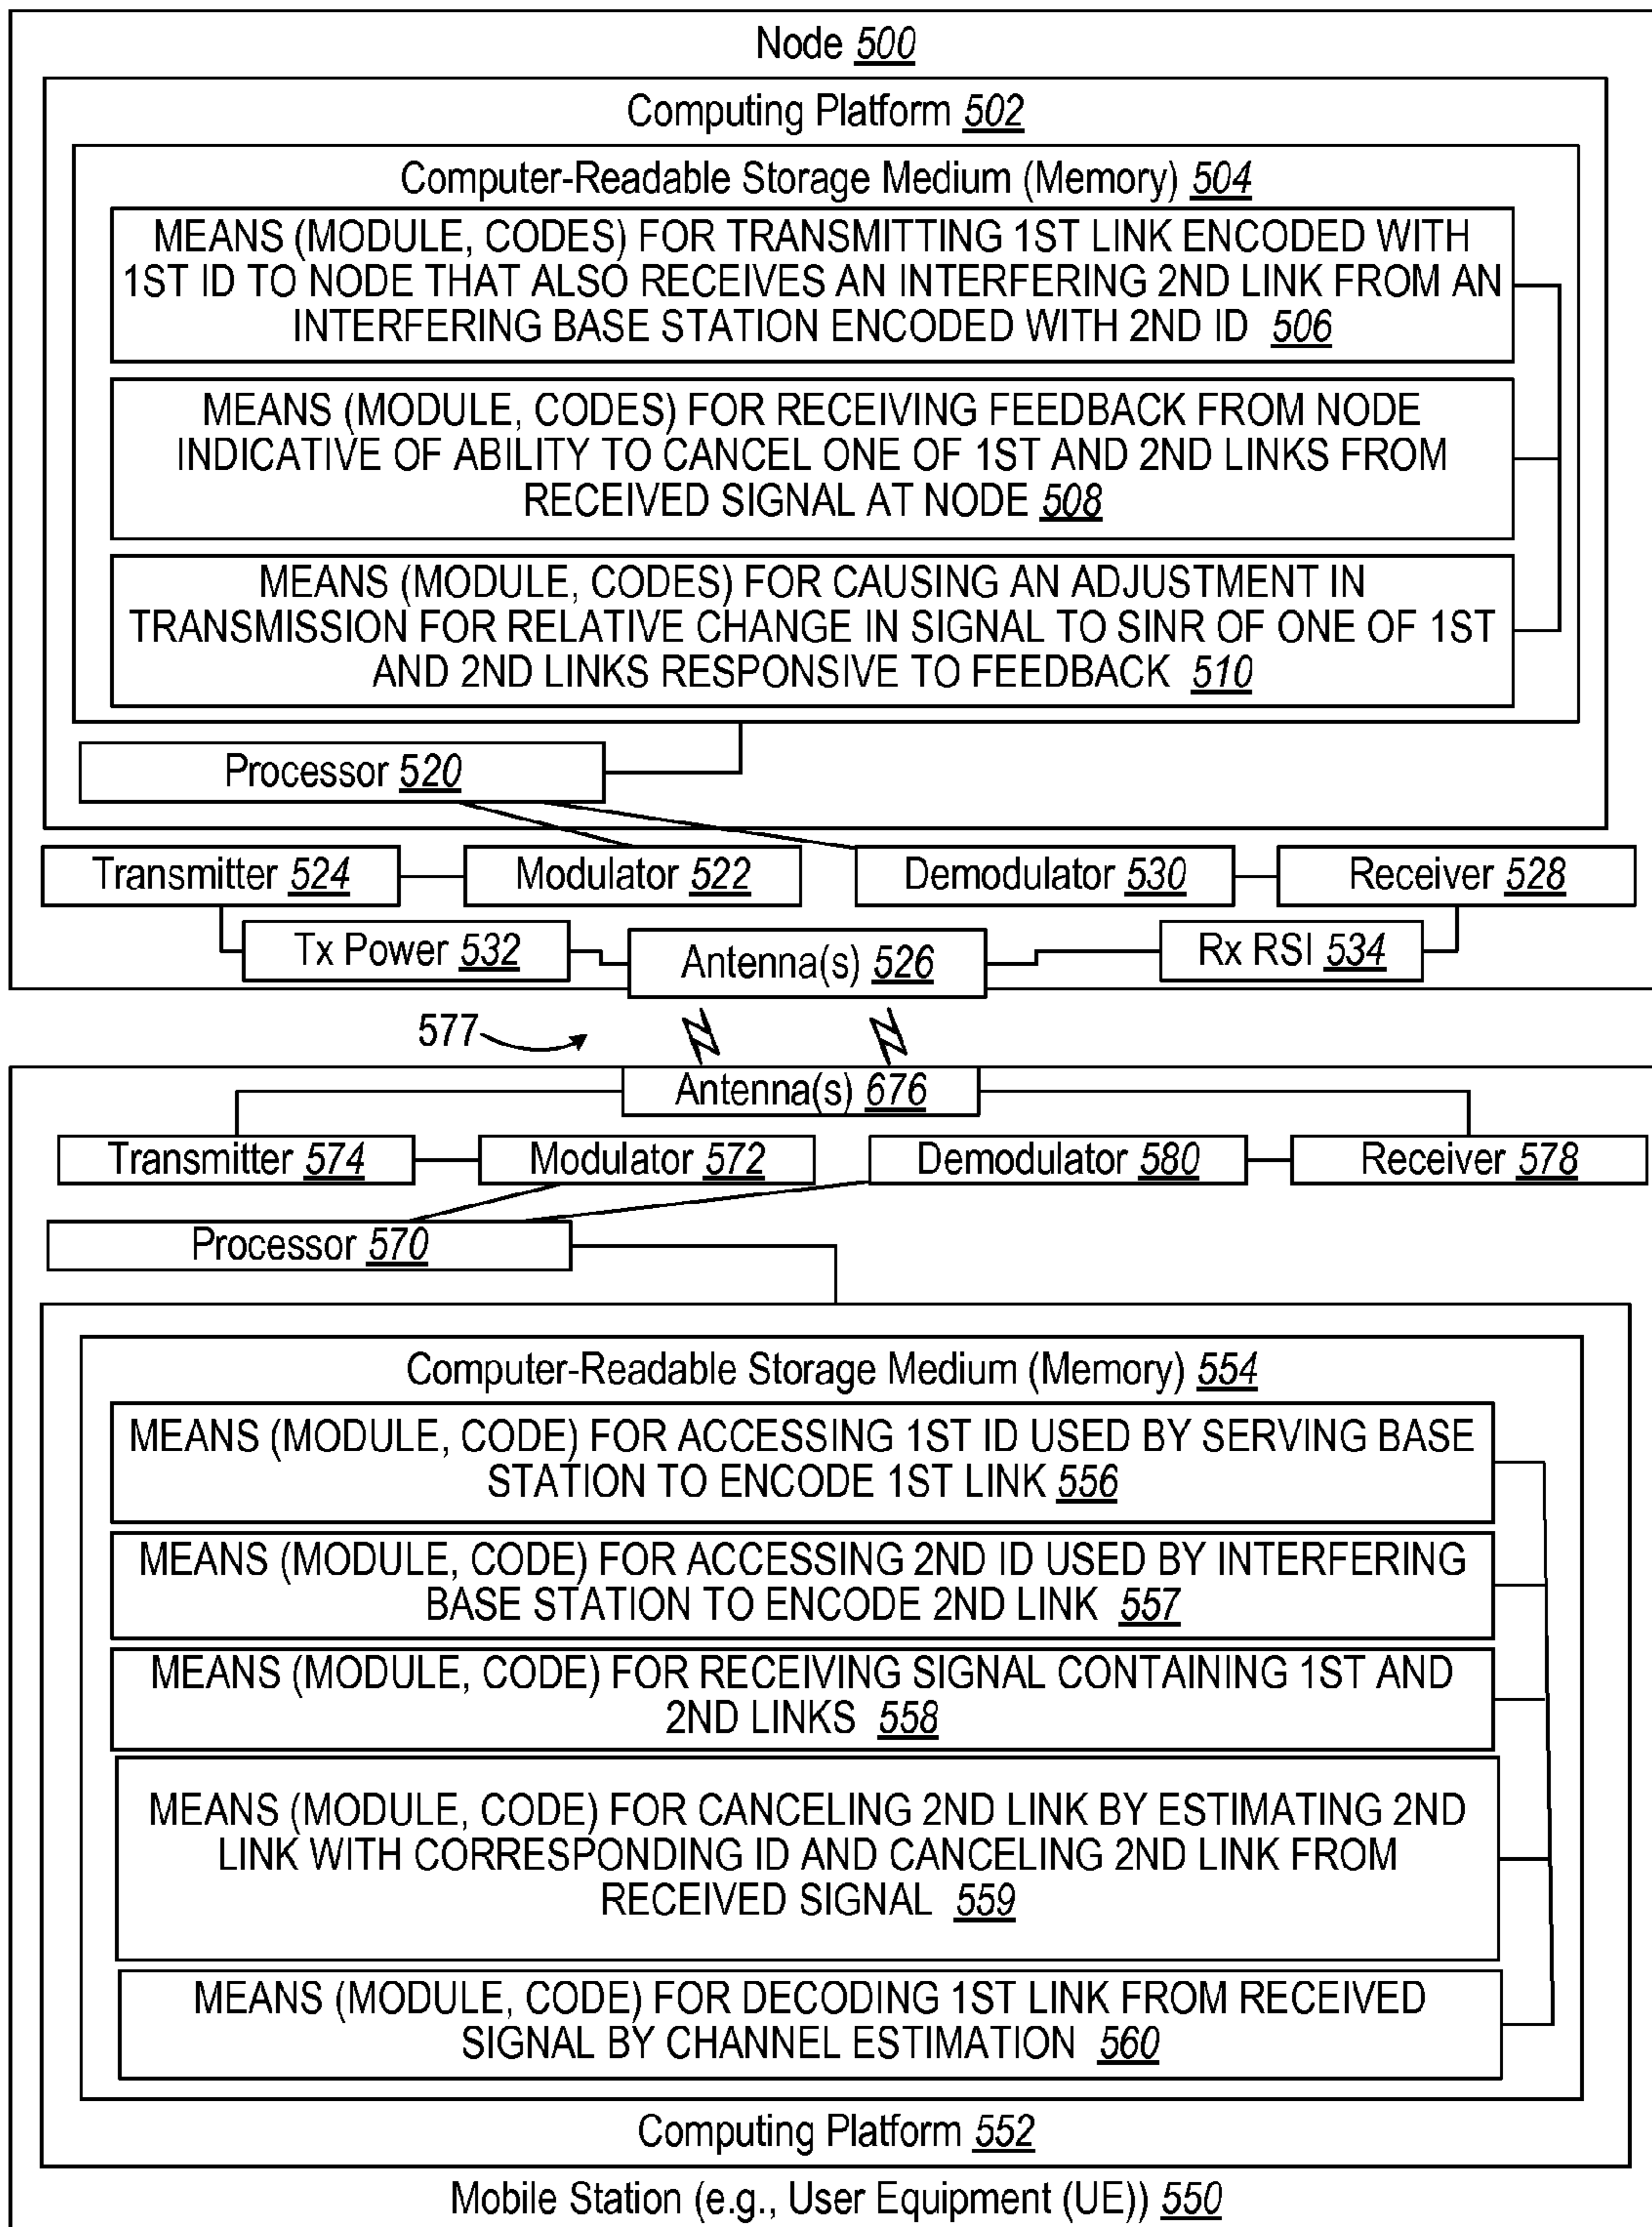 Node 500
Computing Platform 502
Computer-Readable Storage Medium (Memory) 504
MEANS (MODULE, CODES) FOR TRANSMITTING 1ST LINK ENCODED WITH
1ST ID TO NODE THAT ALSO RECEIVES AN INTERFERING 2ND LINK FROM AN
INTERFERING BASE STATION ENCODED WITH 2ND ID 506
MEANS (MODULE, CODES) FOR RECEIVING FEEDBACK FROM NODE
INDICATIVE OF ABILITY TO CANCEL ONE OF 1ST AND 2ND LINKS FROM
RECEIVED SIGNAL AT NODE 508
MEANS (MODULE, CODES) FOR CAUSING AN ADJUSTMENT IN
TRANSMISSION FOR RELATIVE CHANGE IN SIGNAL TO SINR OF ONE OF 1ST
AND 2ND LINKS RESPONSIVE TO FEEDBACK 510
Processor 520
Transmitter 524
Modulator 522
Demodulator 530
Receiver 528
Tx Power 532
Antenna(s) 526
Rx RSI 534
577
Antenna(s) 676
Transmitter 574
Modulator 572
Demodulator 580
Receiver 578
Processor 570
Computer-Readable Storage Medium (Memory) 554
MEANS (MODULE, CODE) FOR ACCESSING 1ST ID USED BY SERVING BASE
STATION TO ENCODE 1ST LINK 556
MEANS (MODULE, CODE) FOR ACCESSING 2ND ID USED BY INTERFERING
BASE STATION TO ENCODE 2ND LINK 557
MEANS (MODULE, CODE) FOR RECEIVING SIGNAL CONTAINING 1ST AND
2ND LINKS 558
MEANS (MODULE, CODE) FOR CANCELING 2ND LINK BY ESTIMATING 2ND
LINK WITH CORRESPONDING ID AND CANCELING 2ND LINK FROM
RECEIVED SIGNAL 559
MEANS (MODULE, CODE) FOR DECODING 1ST LINK FROM RECEIVED
SIGNAL BY CHANNEL ESTIMATION 560
Computing Platform 552
Mobile Station (e.g., User Equipment (UE)) 550